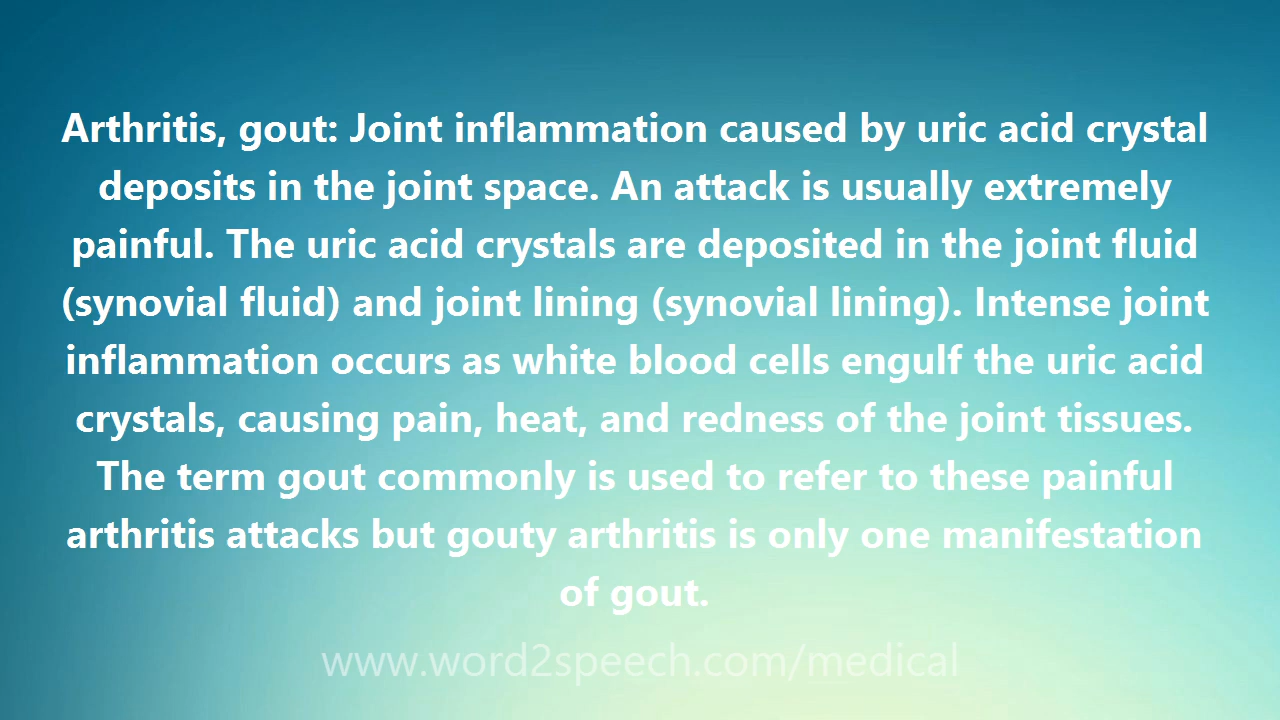 Arthritis, gout: Joint inflammation caused by uric acid crystal
deposits in the joint space. An attack is usually extremely
painful. The uric acid crystals are deposited in the joint fluid
(synovial fluid) and joint lining (synovial lining). Intense joint
inflammation occurs as white blood cells engulf the uric acid
crystals, causing pain, heat, and redness of the joint tissues.
The term gout commonly is used to refer to these painful
arthritis attacks but gouty arthritis is only one manifestation
of gout.
www.word2speech.com/medical